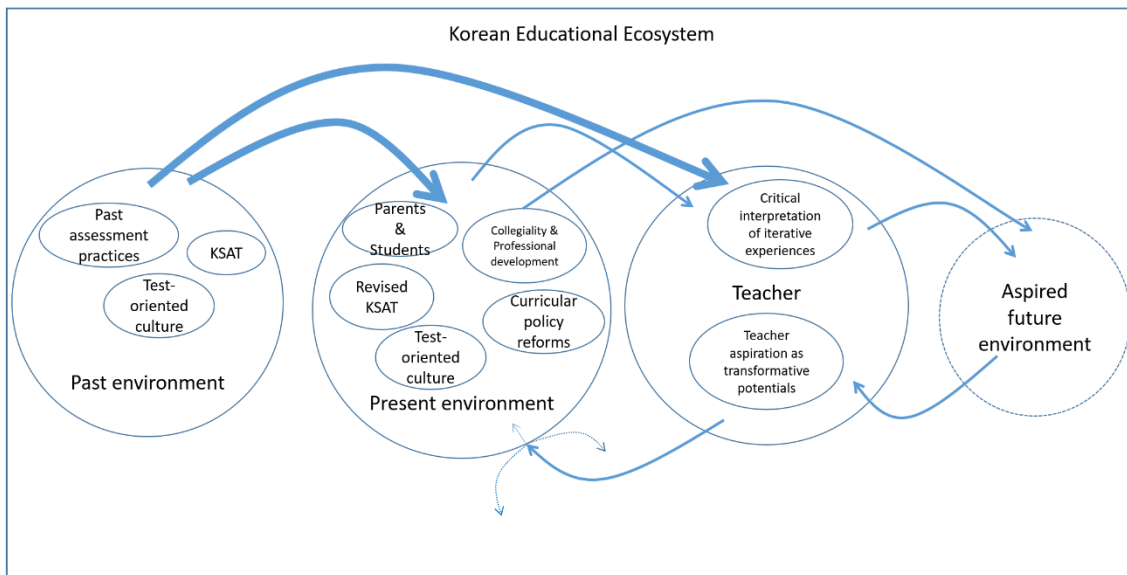 Korean Educational Ecosystem
Past
assessment
practices
KSAT
Test-
oriented
culture
Past environment
Parents
&
Students
Collegiality &
Professional
development
Revised
KSAT
Curricular
policy
reforms
Test-
oriented
culture
Present environment
Critical
interpretation
of iterative
experiences
Teacher
Teacher
aspiration as
transformative
potentials
Aspired
future
environment